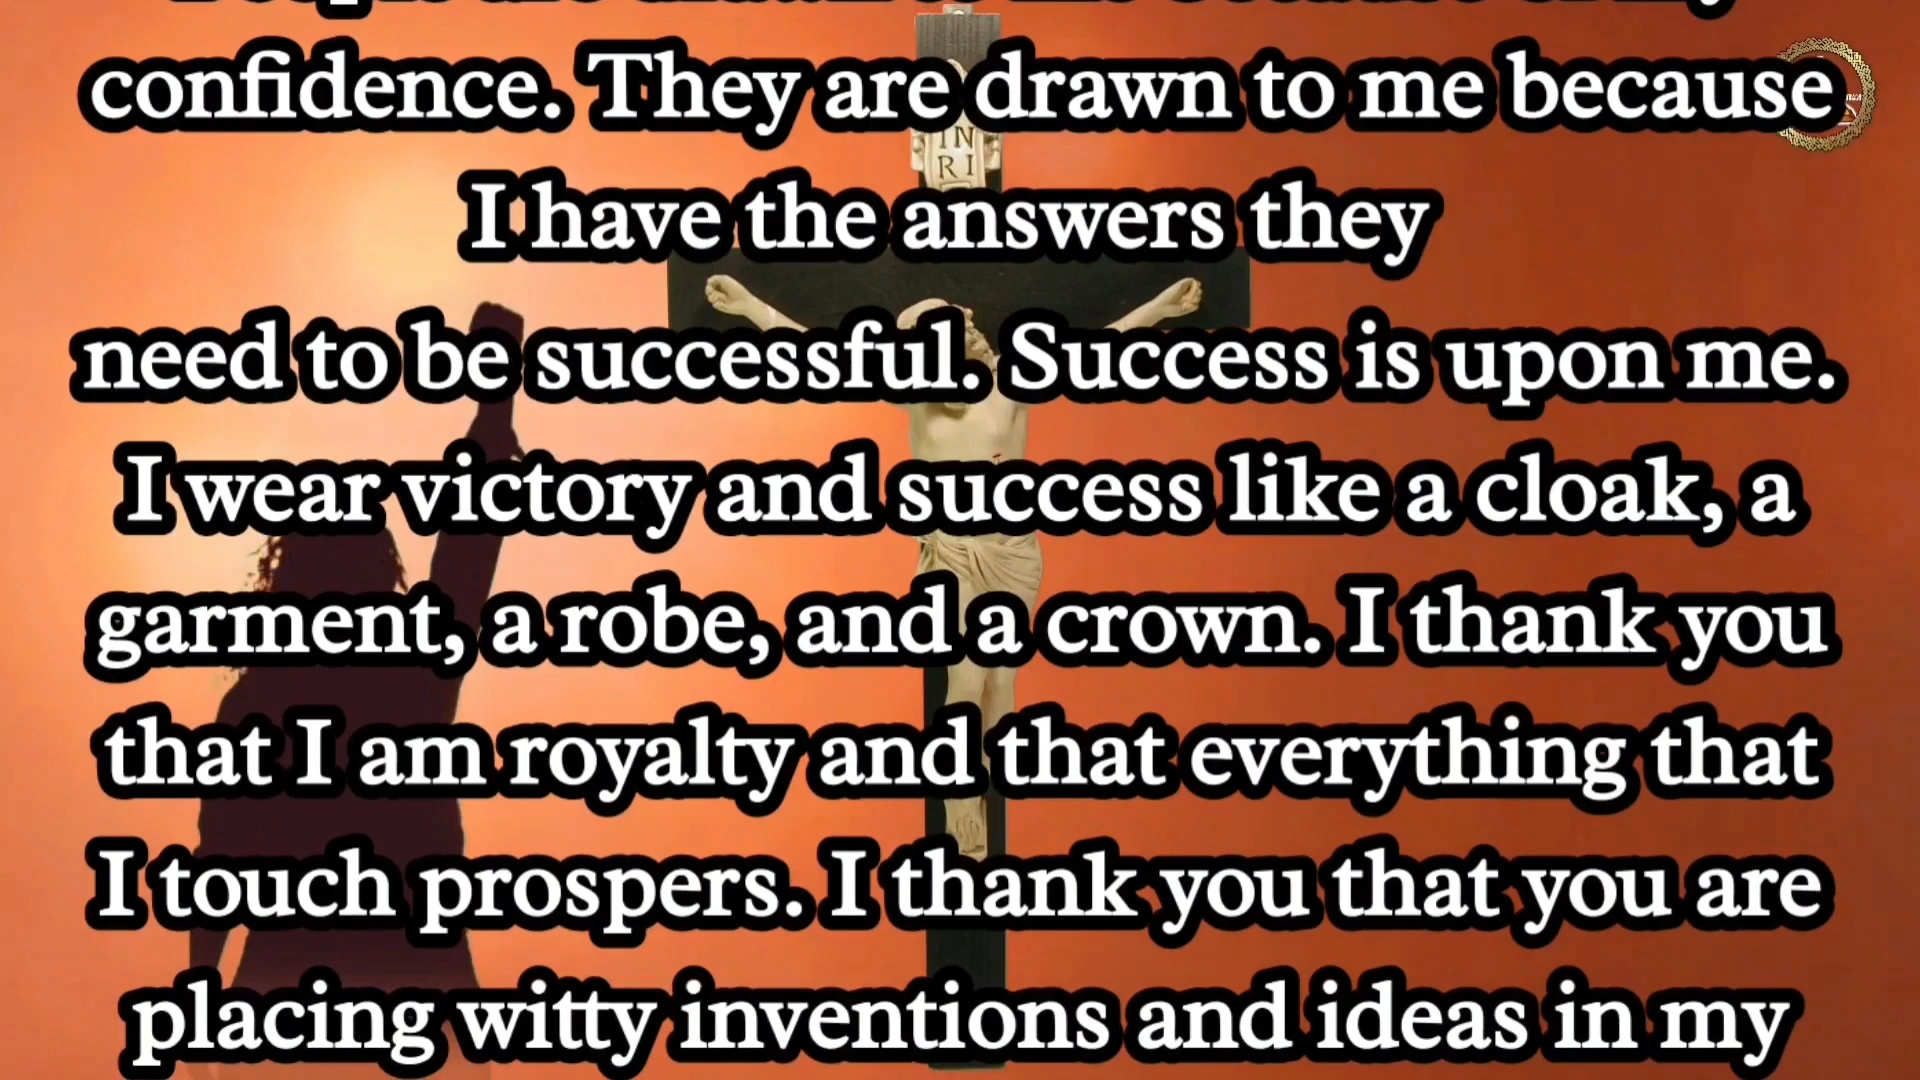 confidence. They are drawn to me because
IN
RI
I have the answers they
need to be successful. Success is upon me.
I wear victory and success like a cloak, a
garment, a robe, and a crown. I thank you
that I am royalty and that everything that
I touch prospers. I thank you that you are
placing witty inventions and ideas in my